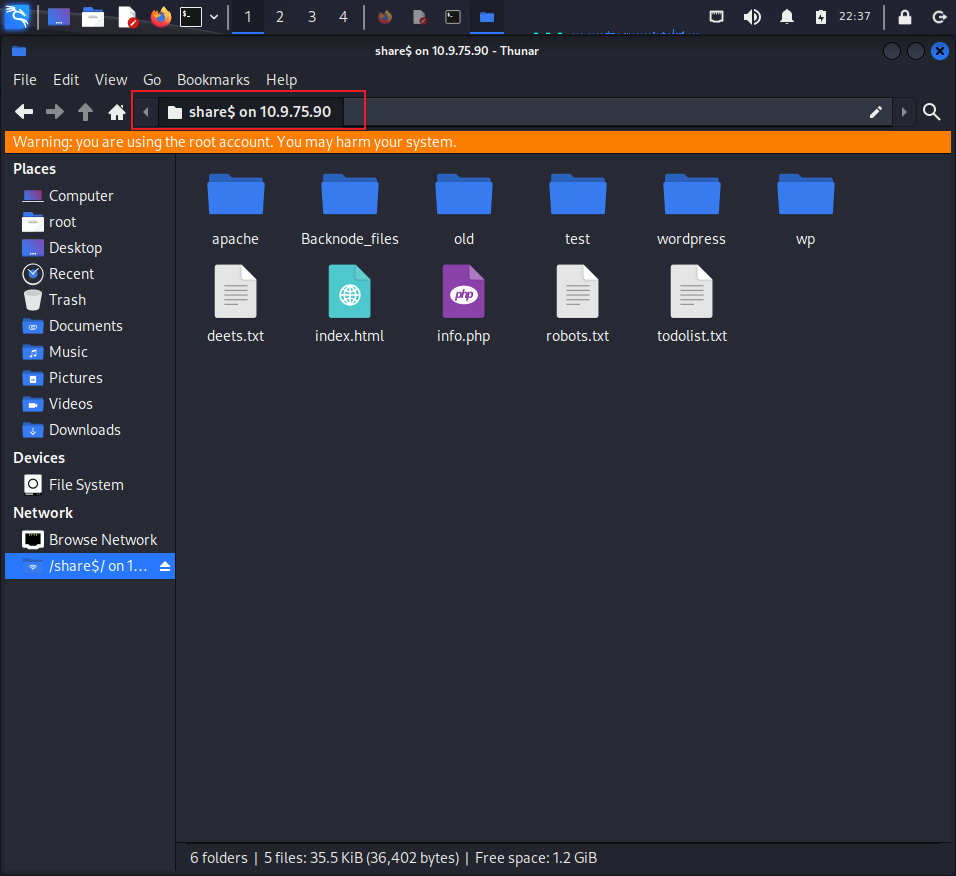 1 2 3 4 22:37
share$ on 10.9.75.90 - Thunar
File Edit View Go Bookmarks Help
share$ on 10.9.75.90
Warning: you are using the root account. You may harm your system.
Places
Computer
root
Desktop
Recent
Trash
Documents
Music
Pictures
Videos
Downloads
Devices
File System
Network
Browse Network
/share$/ on 1...
apache Backnode_files old test wordpress wp
php
deets.txt index.html info.php robots.txt todolist.txt
6 folders | 5 files: 35.5 KiB (36,402 bytes) | Free space: 1.2 GiB